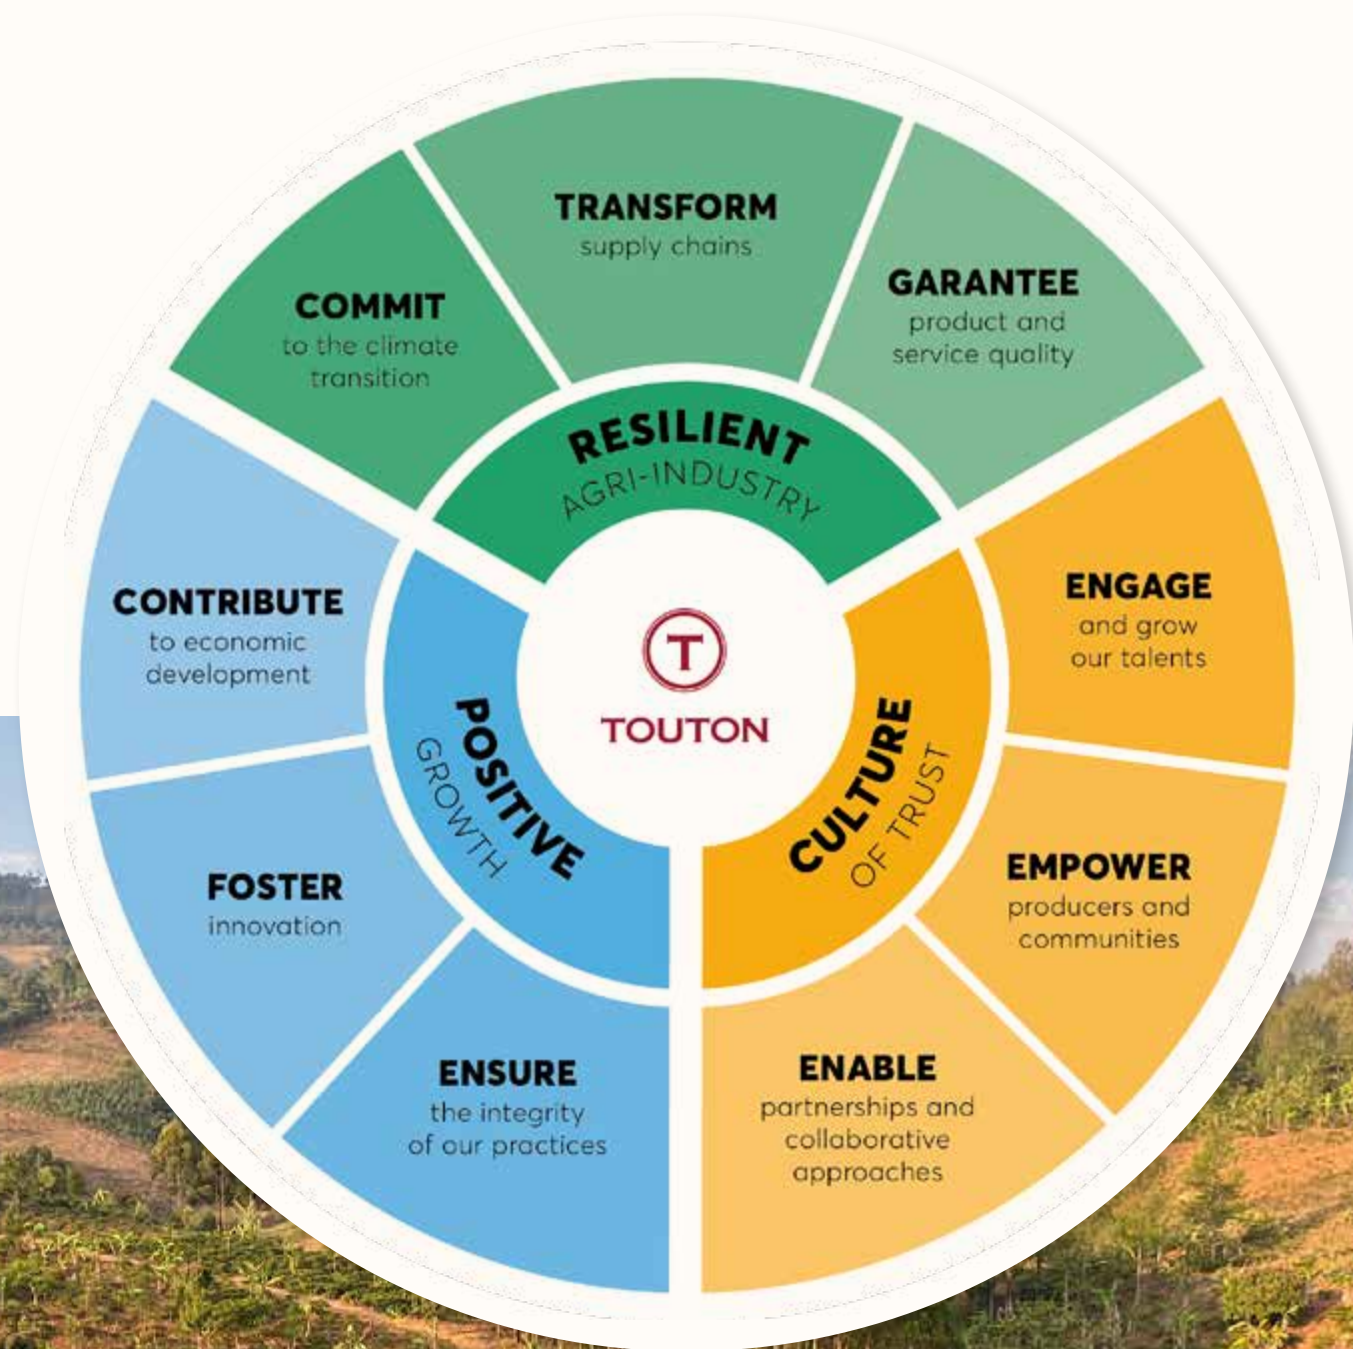 TRANSFORM
supply chains
GARANTEE
product and
service quality
COMMIT
to the climate
transition
RESILIENT
AGRI-INDUSTRY
ENGAGE
and grow
our talents
EMPOWER
producers and
communities
ENABLE
partnerships and
collaborative
approaches
CULTURE
OF TRUST
CONTRIBUTE
to economic
development
FOSTER
innovation
ENSURE
the integrity
of our practices
POSITIVE
GROWTH
T
TOUTON